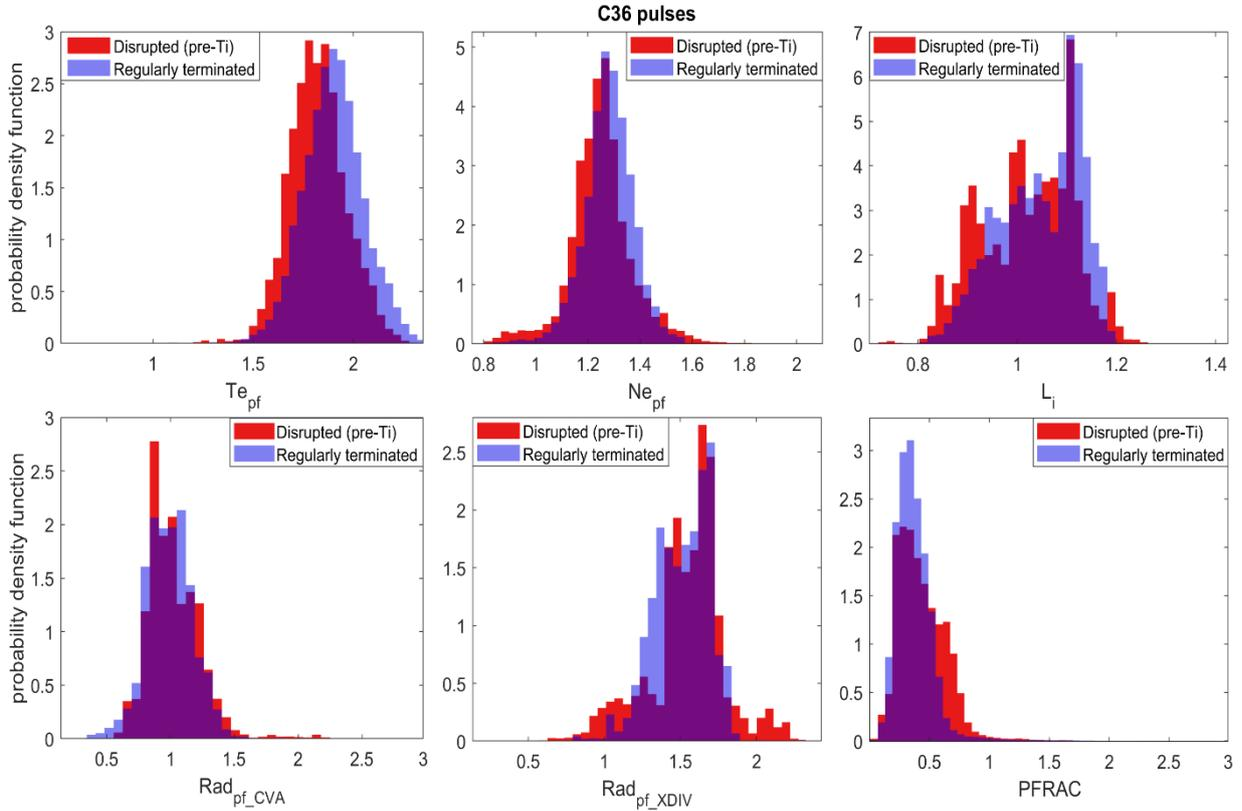 C36 pulses
probability density function
3
2.5
2
1.5
1
0.5
0
Disrupted (pre-Ti)
Regularly terminated
1 1.5 2
Te_pf
5
4
3
2
1
0
Disrupted (pre-Ti)
Regularly terminated
0.8 1 1.2 1.4 1.6 1.8 2
Ne_pf
7
6
5
4
3
2
1
0
Disrupted (pre-Ti)
Regularly terminated
0.8 1 1.2 1.4
L_i
probability density function
3
2.5
2
1.5
1
0.5
0
Disrupted (pre-Ti)
Regularly terminated
0.5 1 1.5 2 2.5 3
Rad_pf_CVA
2.5
2
1.5
1
0.5
0
Disrupted (pre-Ti)
Regularly terminated
0.5 1 1.5 2
Rad_pf_XDIV
3
2.5
2
1.5
1
0.5
0
Disrupted (pre-Ti)
Regularly terminated
0.5 1 1.5 2 2.5 3
PFRAC